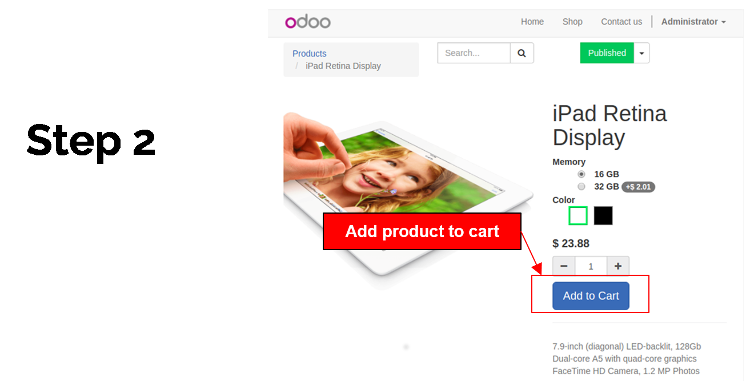 odoo
Home
Shop
Contact us
Administrator
Products
/ iPad Retina Display
Search...
Published
Step 2
iPad Retina
Display
Memory
16 GB
32 GB +$ 2.01
Color
Add product to cart
$ 23.88
− 1 +
Add to Cart
7.9-inch (diagonal) LED-backlit, 128Gb
Dual-core A5 with quad-core graphics
FaceTime HD Camera, 1.2 MP Photos